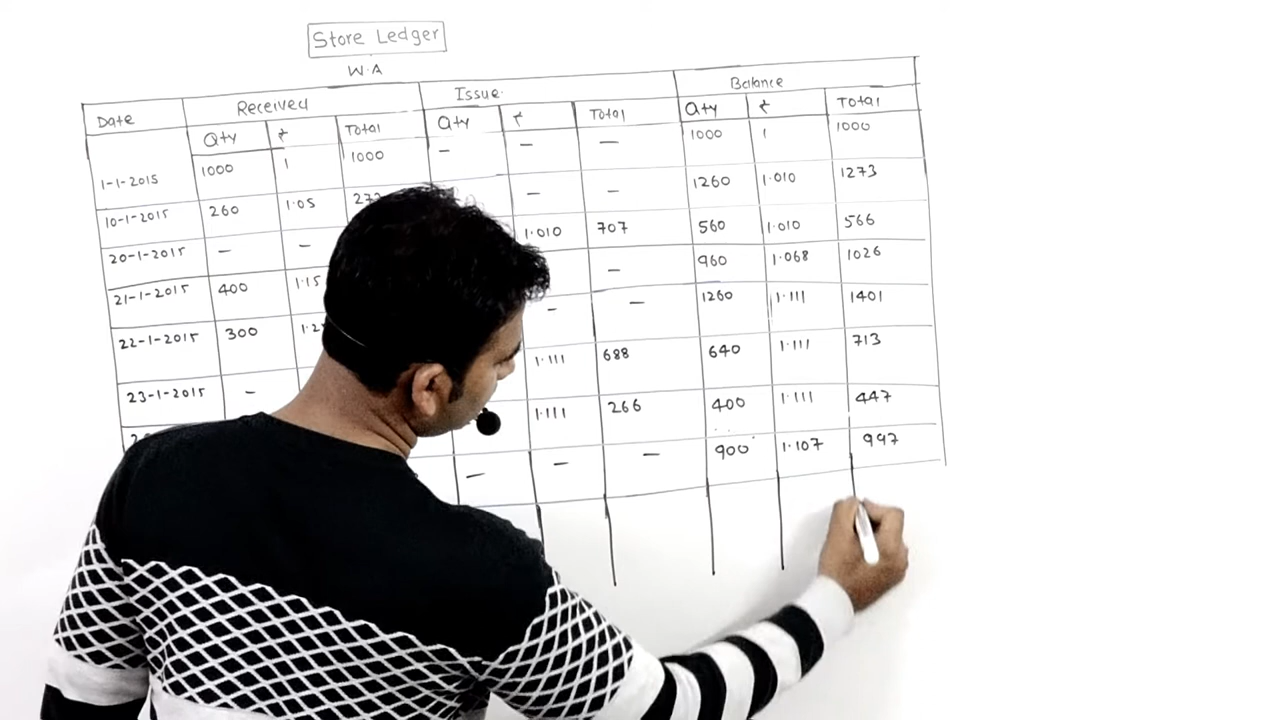 Store Ledger
W.A
Date Received Issue Balance
Qty ₹ Total Qty ₹ Total Qty ₹ Total
1-1-2015 1000 1 1000 — — — 1000 1 1000
10-1-2015 260 1.05 — — 1260 1.010 1273
20-1-2015 — — 1.010 707 560 1.010 566
21-1-2015 400 1.15 — 960 1.068 1026
22-1-2015 300 — — 1260 1.111 1401
23-1-2015 — 1.111 688 640 1.111 713
1.111 266 400 1.111 447
— — — 900 1.107 997